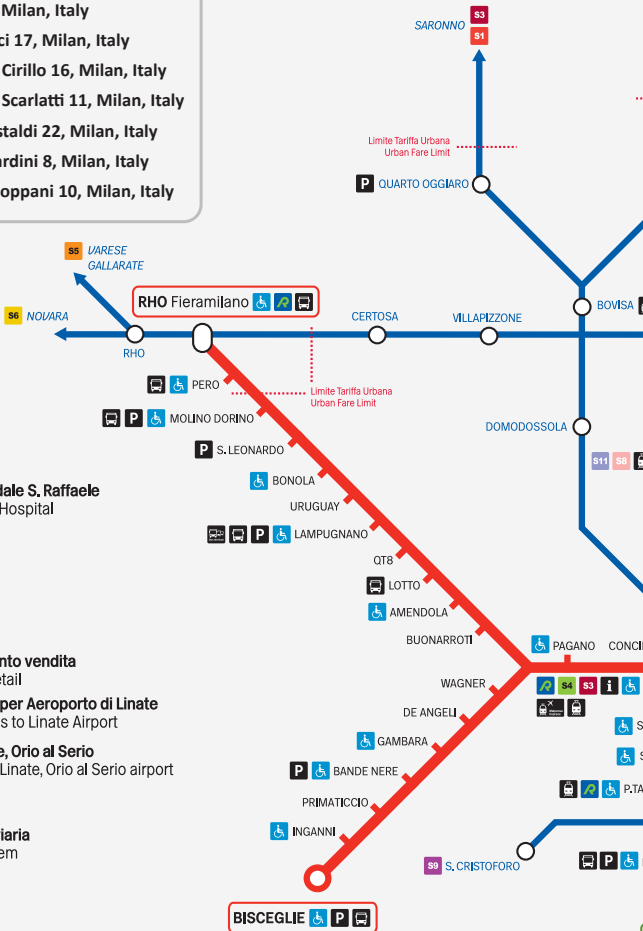 Milan, Italy
ci 17, Milan, Italy
Cirillo 16, Milan, Italy
Scarlatti 11, Milan, Italy
staldi 22, Milan, Italy
ardini 8, Milan, Italy
oppani 10, Milan, Italy
S3
SARONNO
S1
Limite Tariffa Urbana
Urban Fare Limit
P QUARTO OGGIARO
S5 VARESE
GALLARATE
RHO Fieramilano R
S6 NOVARA
CERTOSA
VILLAPIZZONE
BOVISA
RHO
PERO
Limite Tariffa Urbana
Urban Fare Limit
P MOLINO DORINO
DOMODOSSOLA
P S. LEONARDO
S11 S8
BONOLA
dale S. Raffaele
Hospital
URUGUAY
P LAMPUGNANO
QT8
LOTTO
AMENDOLA
BUONARROTI
PAGANO
CONCI
nto vendita
etail
WAGNER
R S4 S3 i
per Aeroporto di Linate
s to Linate Airport
DE ANGELI
GAMBARA
S
e, Orio al Serio
Linate, Orio al Serio airport
P BANDE NERE
S
PRIMATICCIO
R P.TA
iaria
em
INGANNI
S9 S. CRISTOFORO
P
BISCEGLIE P